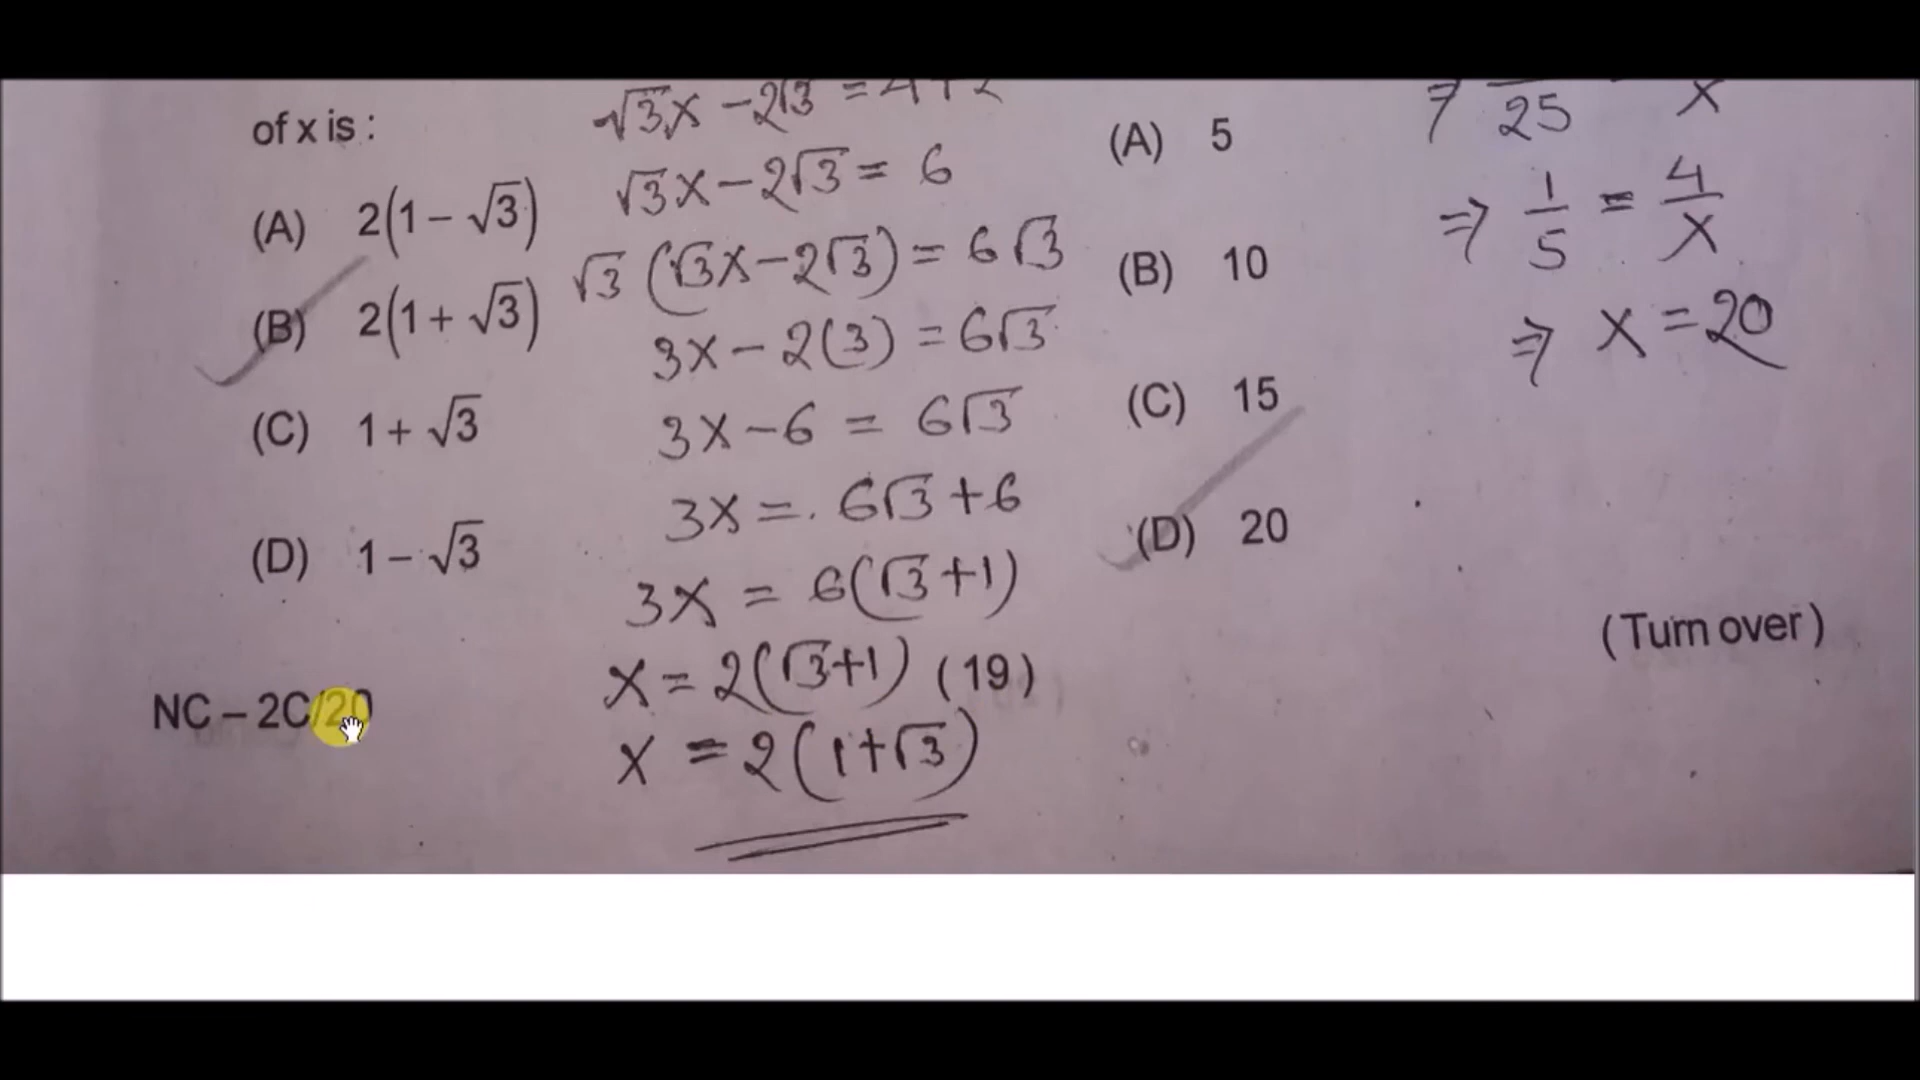 of x is :
(A) 2(1 − √3)
(B) 2(1 + √3)
(C) 1 + √3
(D) 1 − √3
NC – 2C/20
√3x − 2√3 =
√3x − 2√3 = 6
√3 (√3x − 2√3) = 6√3
3x − 2(3) = 6√3
3x − 6 = 6√3
3x = 6√3 + 6
3x = 6(√3 + 1)
x = 2(√3+1)
x = 2(1+√3)
(19)
(A) 5
(B) 10
(C) 15
(D) 20
25 x
⇒ 1/5 = 4/x
⇒ x = 20
(Turn over)